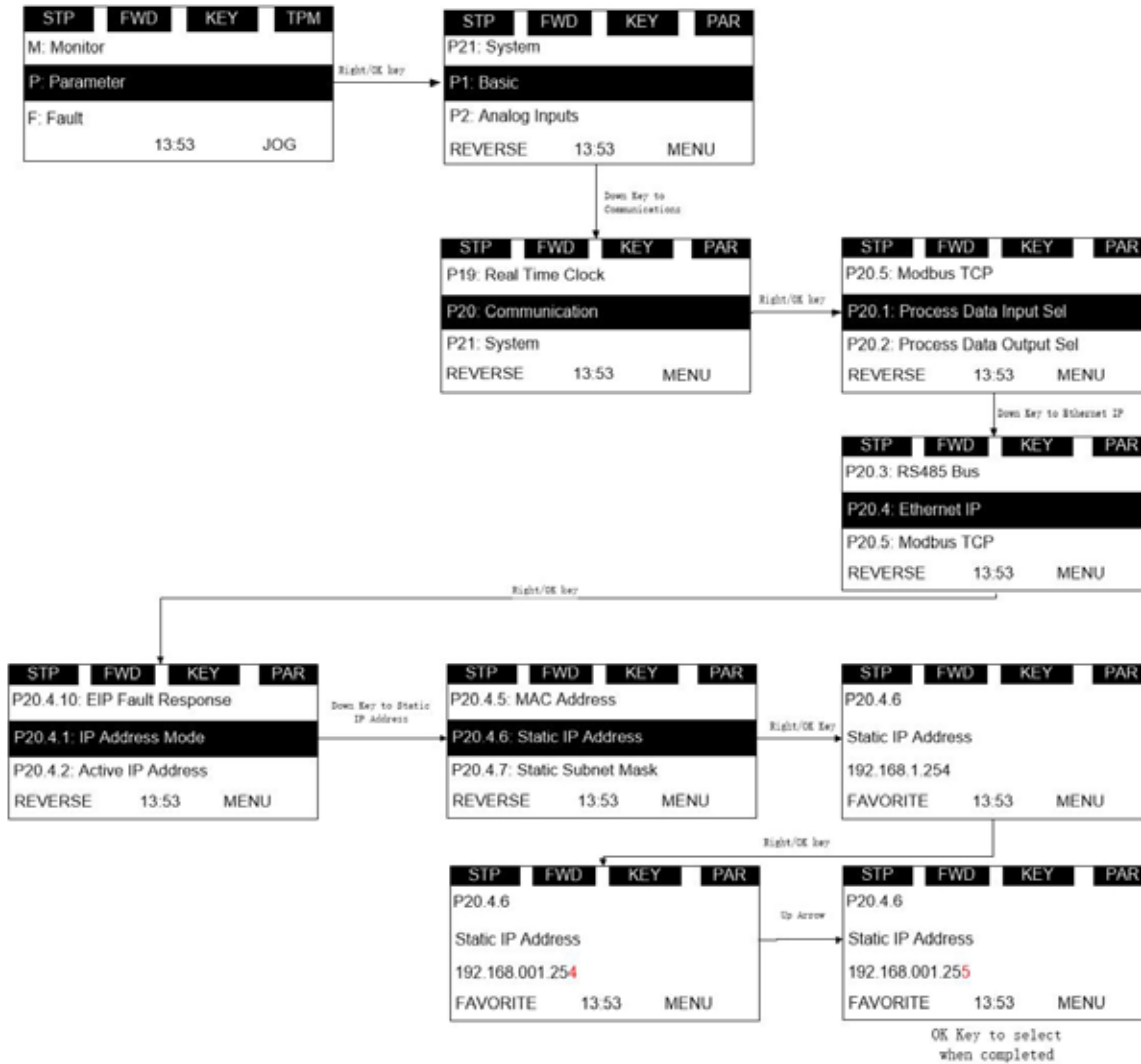 STP FWD KEY TPM
M: Monitor
P: Parameter
F: Fault
13:53 JOG
Right/OK key
STP FWD KEY PAR
P21: System
P1: Basic
P2: Analog Inputs
REVERSE 13:53 MENU
Down Key to
Communications
STP FWD KEY PAR
P19: Real Time Clock
P20: Communication
P21: System
REVERSE 13:53 MENU
Right/OK key
STP FWD KEY PAR
P20.5: Modbus TCP
P20.1: Process Data Input Sel
P20.2: Process Data Output Sel
REVERSE 13:53 MENU
Down Key to Ethernet IP
STP FWD KEY PAR
P20.3: RS485 Bus
P20.4: Ethernet IP
P20.5: Modbus TCP
REVERSE 13:53 MENU
Right/OK key
STP FWD KEY PAR
P20.4.10: EIP Fault Response
P20.4.1: IP Address Mode
P20.4.2: Active IP Address
REVERSE 13:53 MENU
Down Key to Static
IP Address
STP FWD KEY PAR
P20.4.5: MAC Address
P20.4.6: Static IP Address
P20.4.7: Static Subnet Mask
REVERSE 13:53 MENU
Right/OK Key
STP FWD KEY PAR
P20.4.6
Static IP Address
192.168.1.254
FAVORITE 13:53 MENU
Right/OK key
STP FWD KEY PAR
P20.4.6
Static IP Address
192.168.001.254
FAVORITE 13:53 MENU
Up Arrow
STP FWD KEY PAR
P20.4.6
Static IP Address
192.168.001.255
FAVORITE 13:53 MENU
OK Key to select
when completed